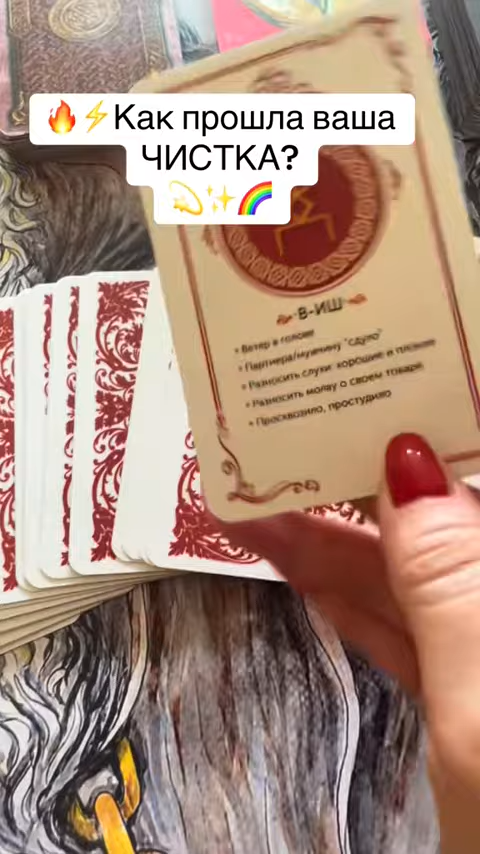 🔥⚡Как прошла ваша
ЧИСТКА?
💫✨🌈
В-ИШ
• Ветер в голове
• Партнера/мужчину "сдуло"
• Разносить слухи: хорошие и плохие
• Разносить молву о своем товаре
• Просквозило, простудило